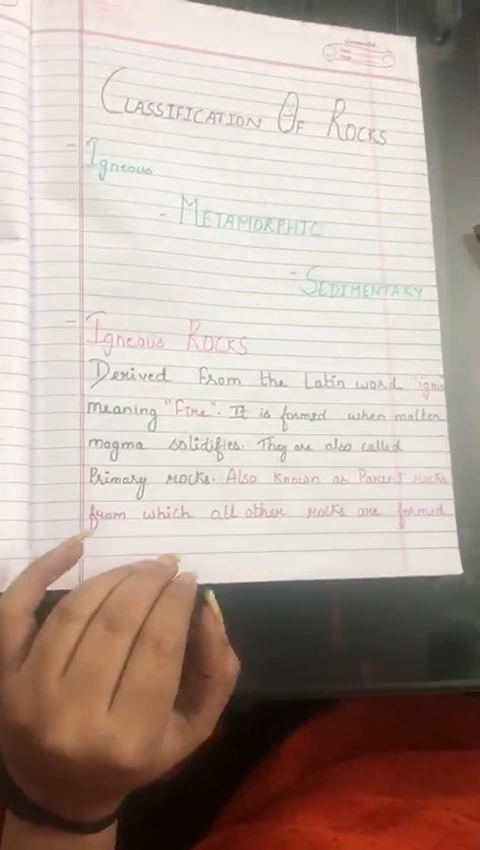 CLASSIFICATION OF ROCKS
- Igneous
- METAMORPHIC
- SEDIMENTARY
- Igneous ROCKS
Derived from the Latin word "ignis
meaning "Fire". It is formed when molten
magma solidifies. They are also called
Primary rocks. Also known as Parent rocks
from which all other rocks are formed